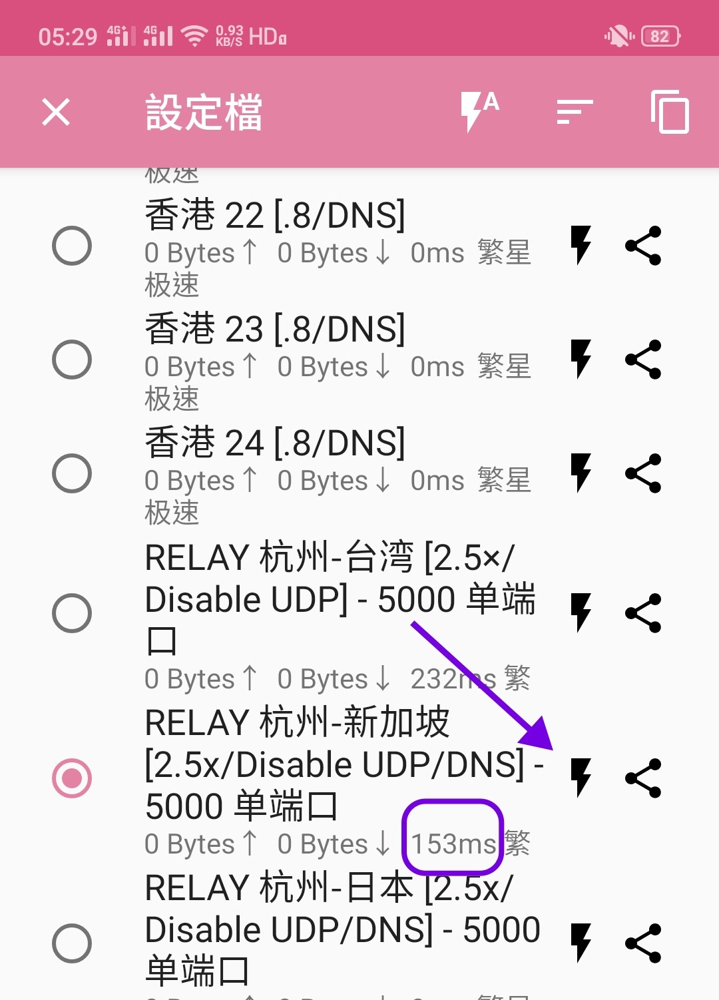 05:29 4G+ 4G 0.93 KB/S HD1 82
設定檔 A
极速
香港 22 [.8/DNS]
0 Bytes↑ 0 Bytes↓ 0ms 繁星
极速
香港 23 [.8/DNS]
0 Bytes↑ 0 Bytes↓ 0ms 繁星
极速
香港 24 [.8/DNS]
0 Bytes↑ 0 Bytes↓ 0ms 繁星
极速
RELAY 杭州-台湾 [2.5×/
Disable UDP] - 5000 单端
口
0 Bytes↑ 0 Bytes↓ 232ms 繁
RELAY 杭州-新加坡
[2.5x/Disable UDP/DNS] -
5000 单端口
0 Bytes↑ 0 Bytes↓ 153ms 繁
RELAY 杭州-日本 [2.5x/
Disable UDP/DNS] - 5000
单端口